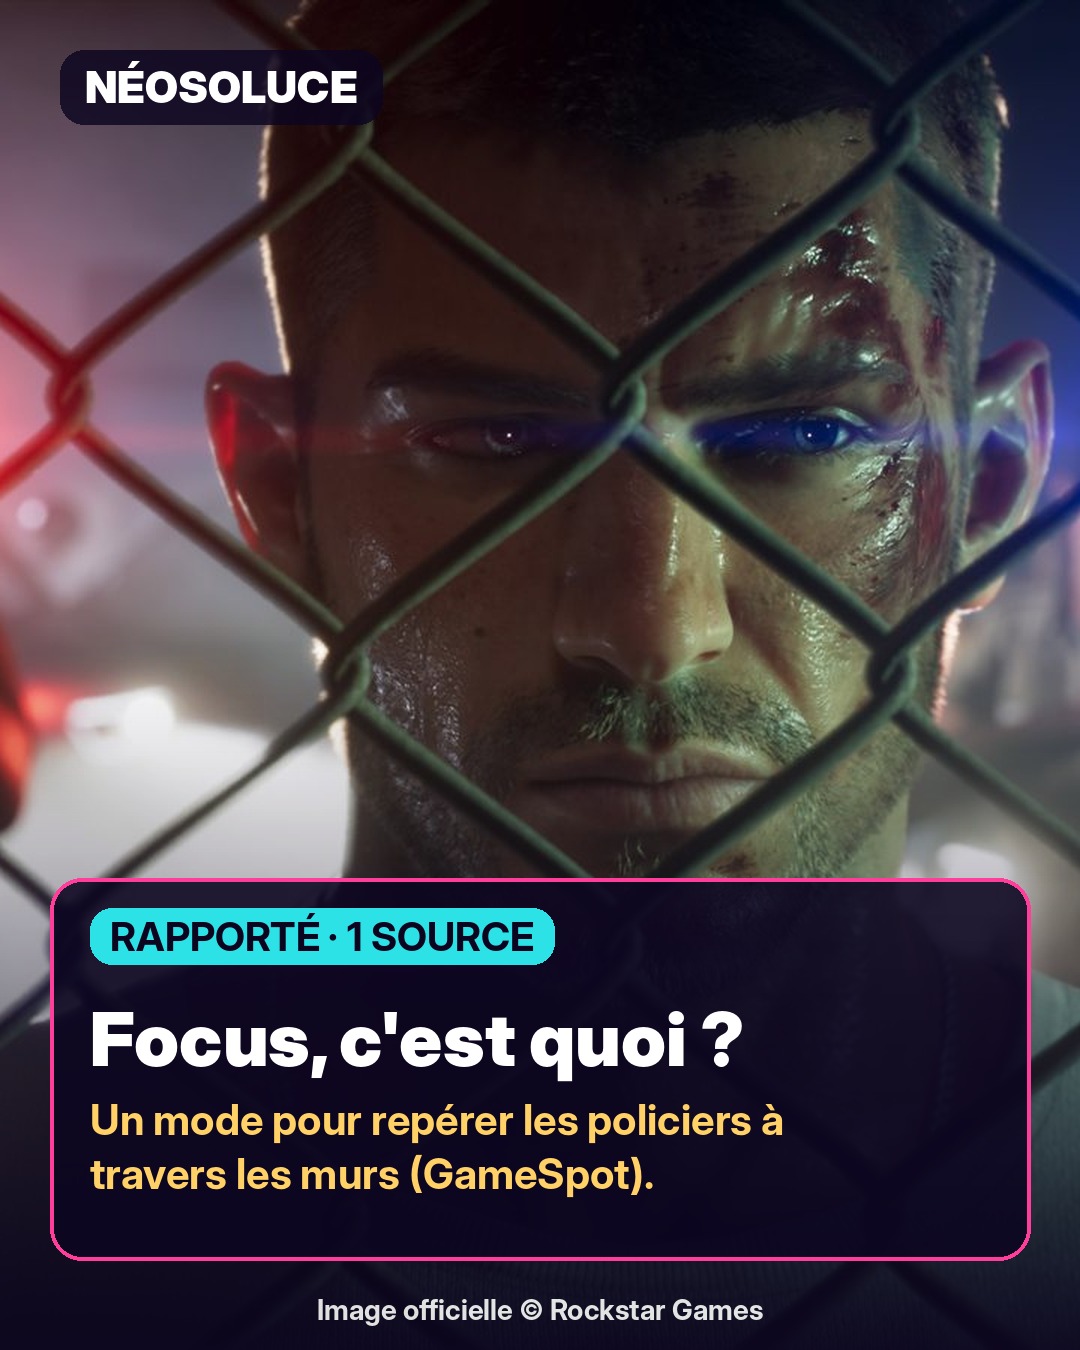 NÉOSOLUCE
RAPPORTÉ · 1 SOURCE
Focus, c'est quoi ?
Un mode pour repérer les policiers à
travers les murs (GameSpot).
Image officielle © Rockstar Games